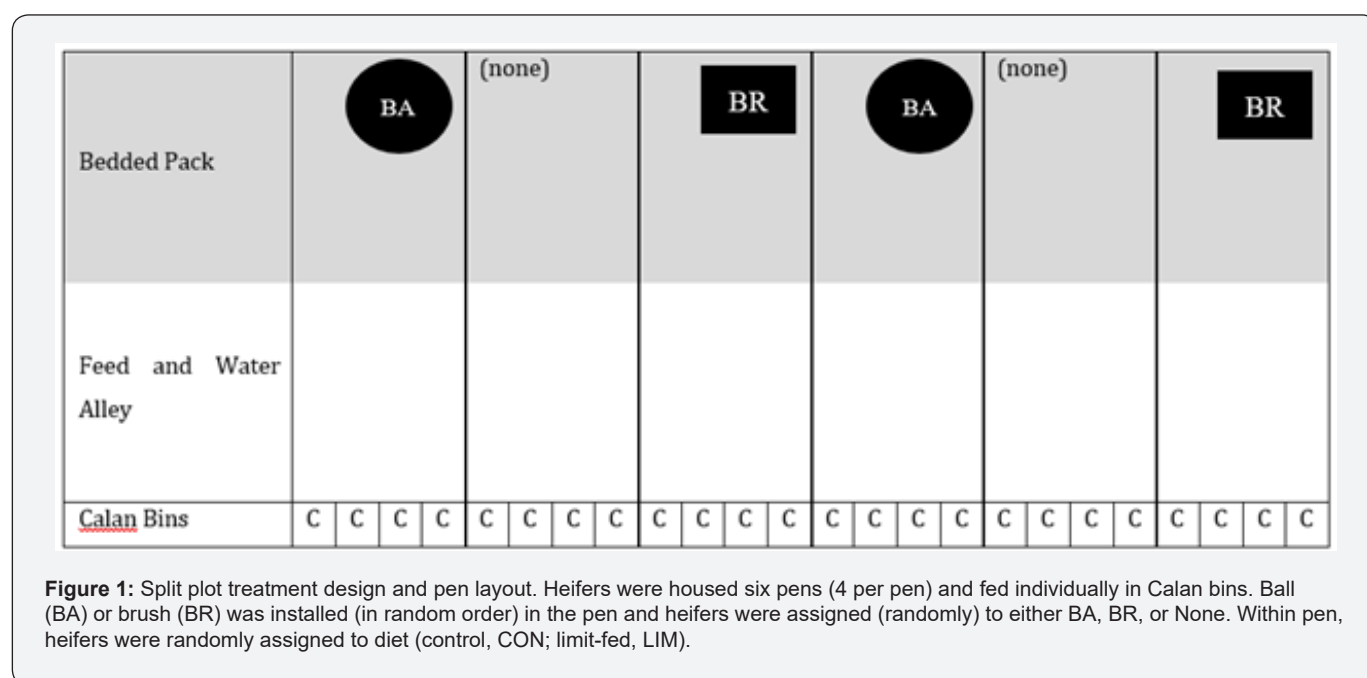 BA (none) BR BA (none) BR
Bedded Pack
Feed and Water
Alley
Calan Bins C C C C C C C C C C C C C C C C C C C C C C C C
Figure 1: Split plot treatment design and pen layout. Heifers were housed six pens (4 per pen) and fed individually in Calan bins. Ball
(BA) or brush (BR) was installed (in random order) in the pen and heifers were assigned (randomly) to either BA, BR, or None. Within pen,
heifers were randomly assigned to diet (control, CON; limit-fed, LIM).